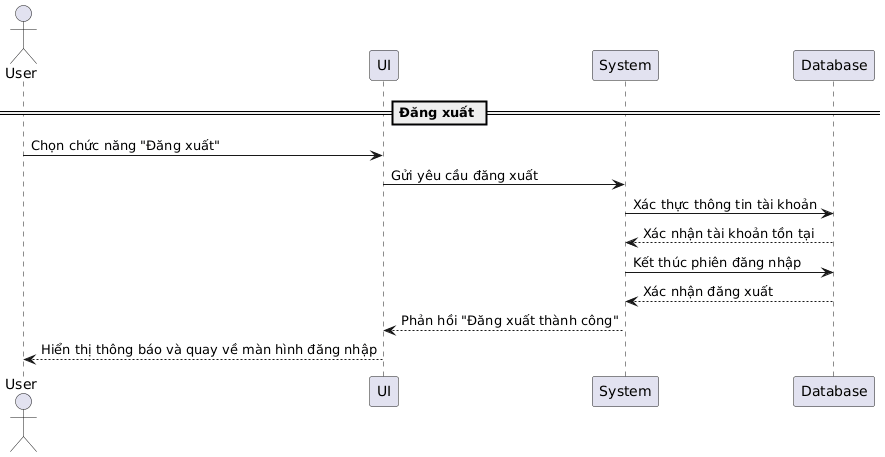 User
UI
System
Database
Đăng xuất
Chọn chức năng "Đăng xuất"
Gửi yêu cầu đăng xuất
Xác thực thông tin tài khoản
Xác nhận tài khoản tồn tại
Kết thúc phiên đăng nhập
Xác nhận đăng xuất
Phản hồi "Đăng xuất thành công"
Hiển thị thông báo và quay về màn hình đăng nhập
User
UI
System
Database